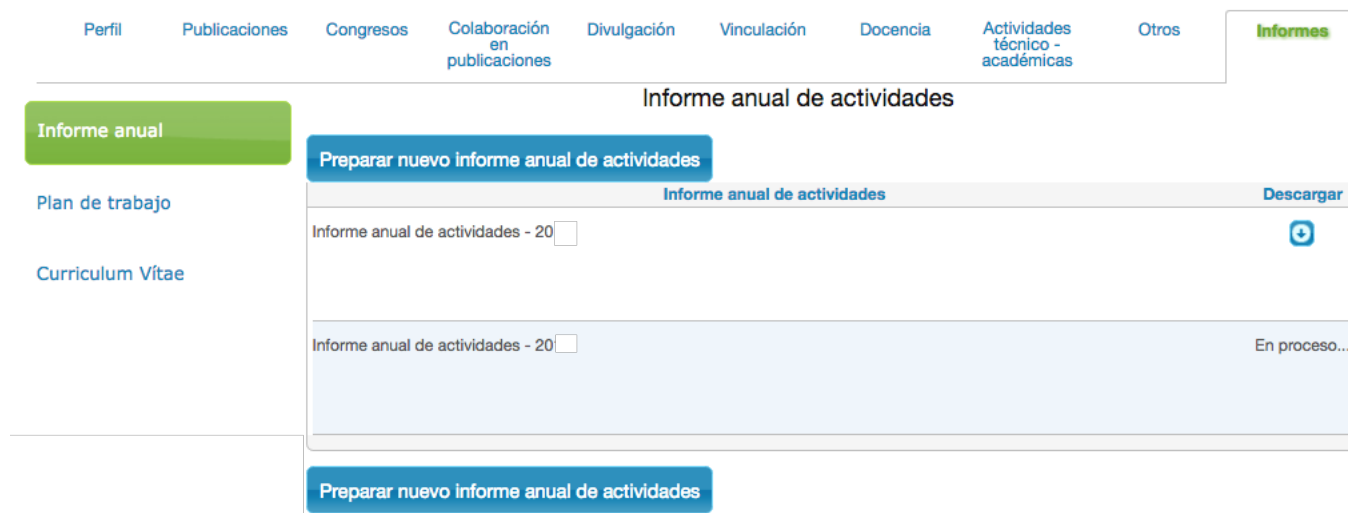 Perfil
Publicaciones
Congresos
Colaboración
en
publicaciones
Divulgación
Vinculación
Docencia
Actividades
técnico -
académicas
Otros
Informes
Informe anual de actividades
Informe anual
Plan de trabajo
Curriculum Vítae
Preparar nuevo informe anual de actividades
Informe anual de actividades Descargar
Informe anual de actividades - 20
Informe anual de actividades - 20 En proceso...
Preparar nuevo informe anual de actividades